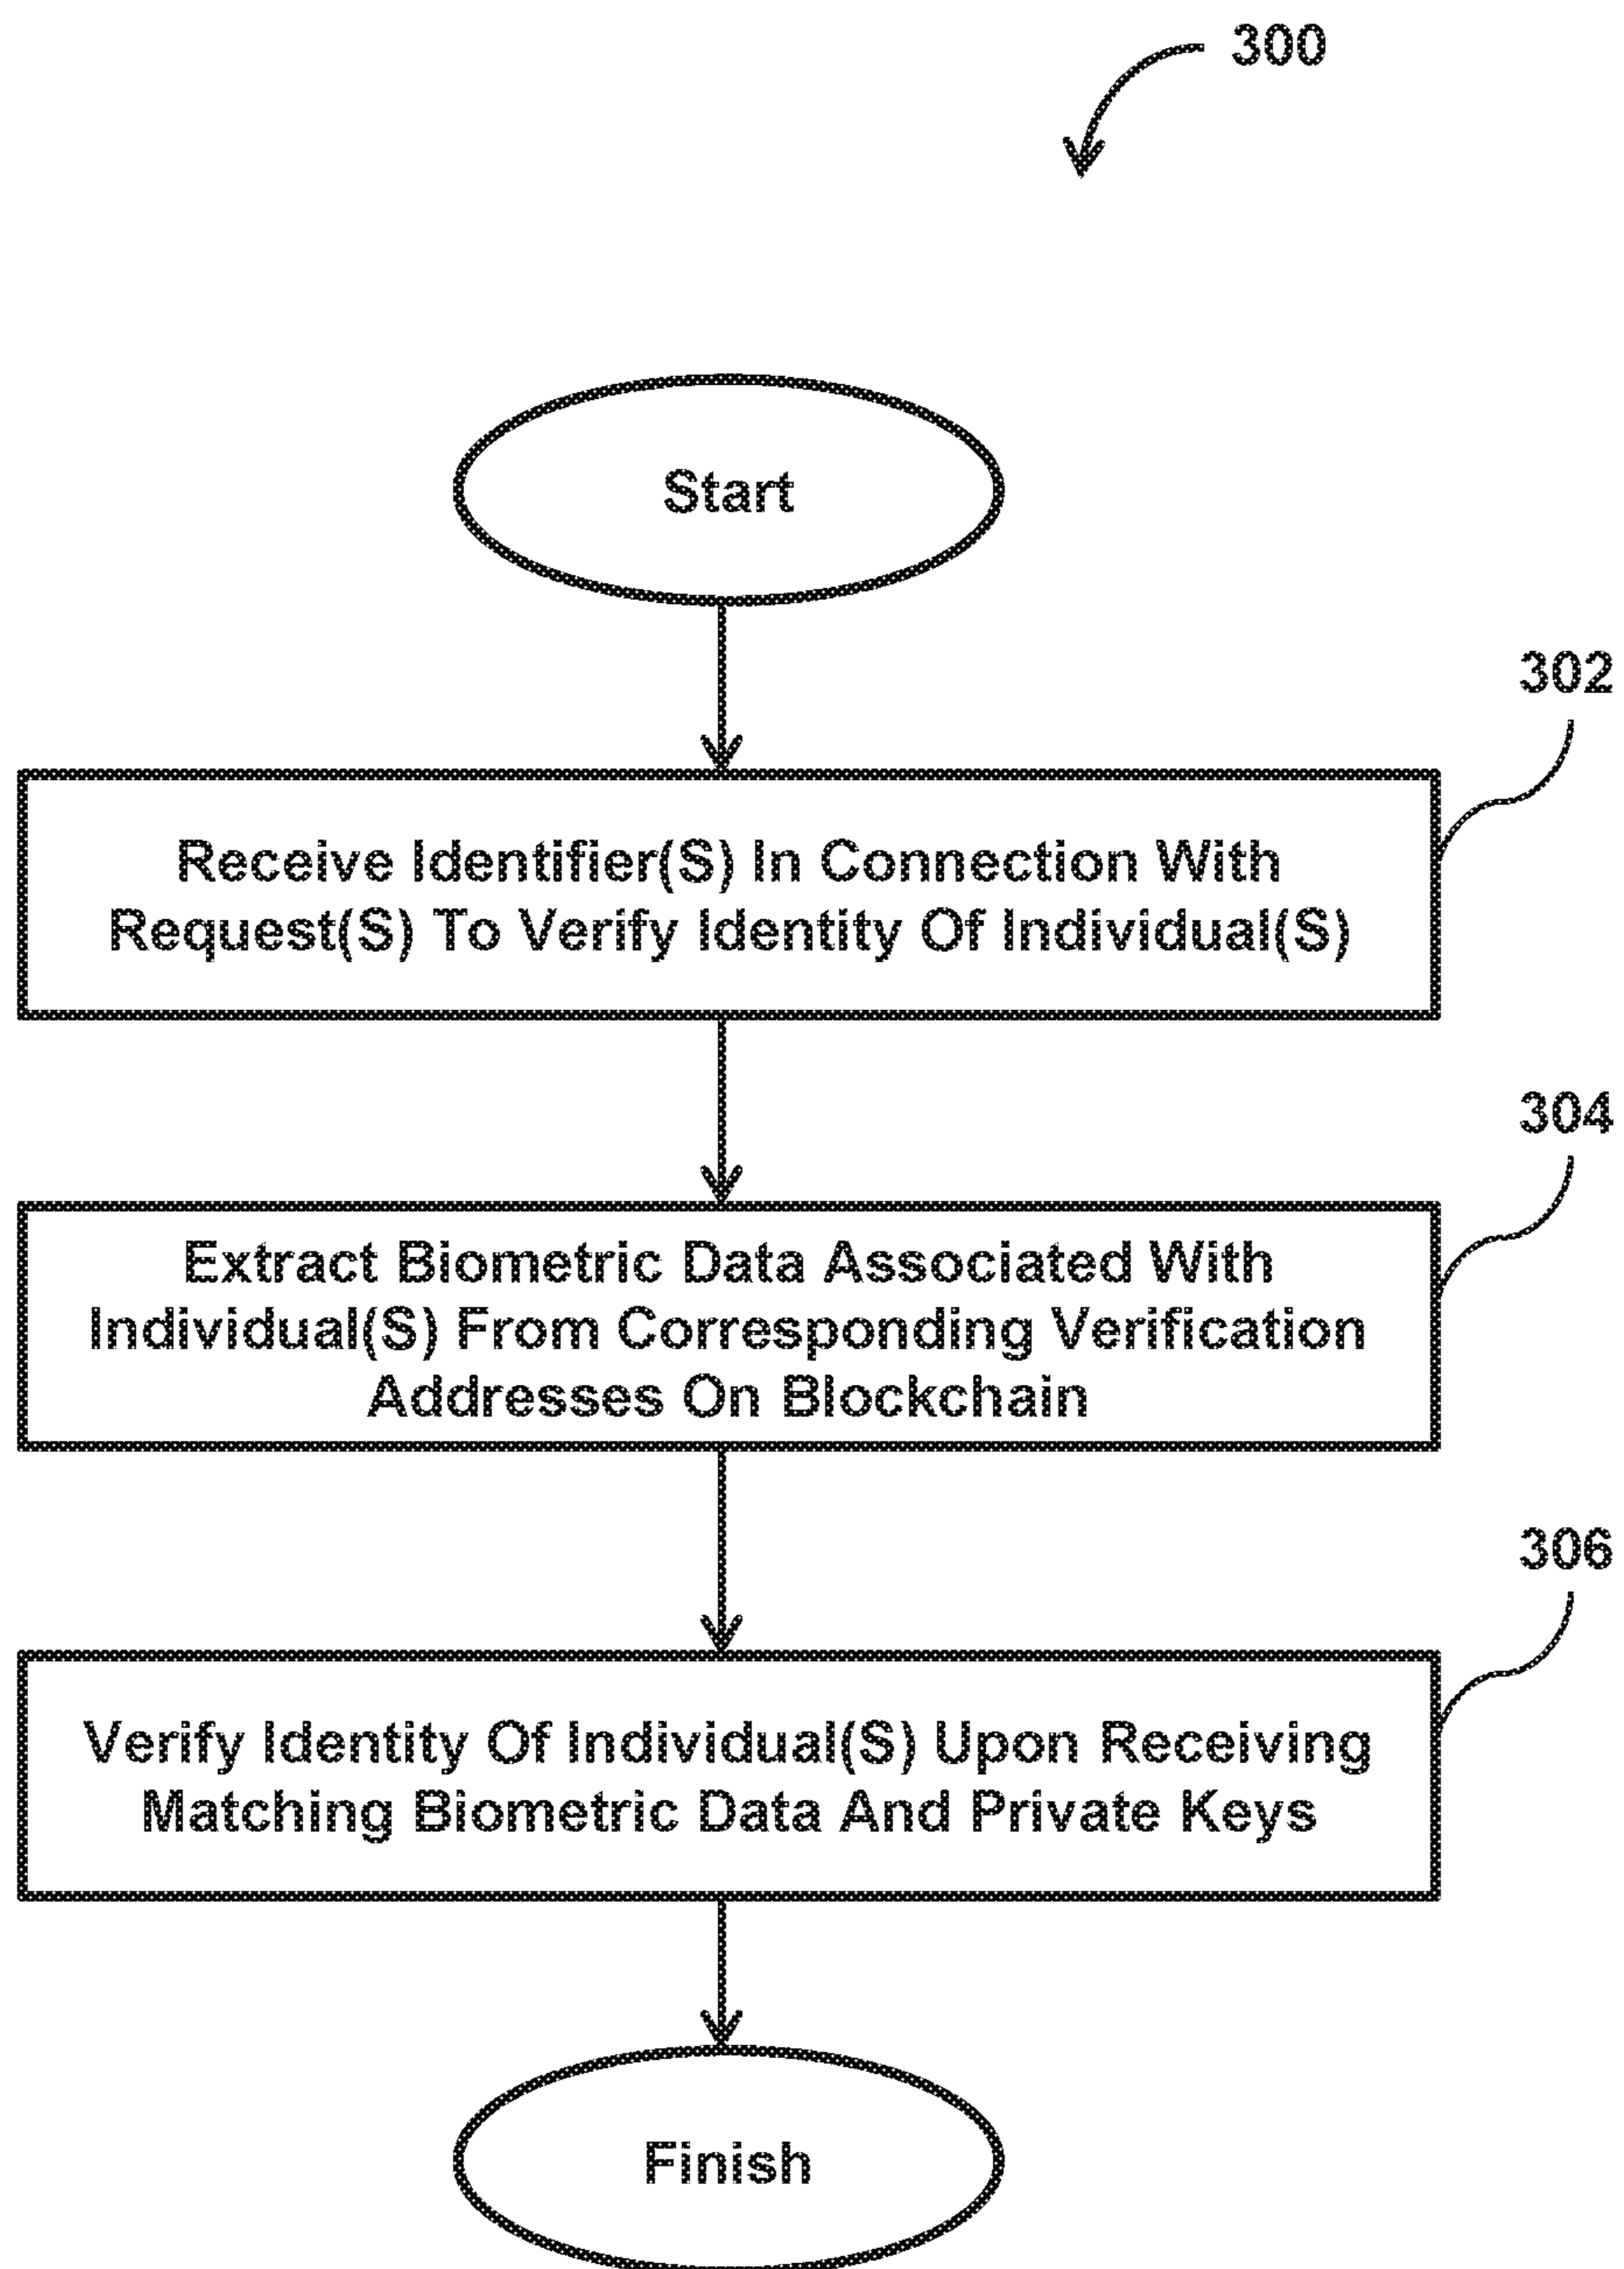 300
Start
302
Receive Identifier(S) In Connection With
Request(S) To Verify Identity Of Individual(S)
304
Extract Biometric Data Associated With
Individual(S) From Corresponding Verification
Addresses On Blockchain
306
Verify Identity Of Individual(S) Upon Receiving
Matching Biometric Data And Private Keys
Finish